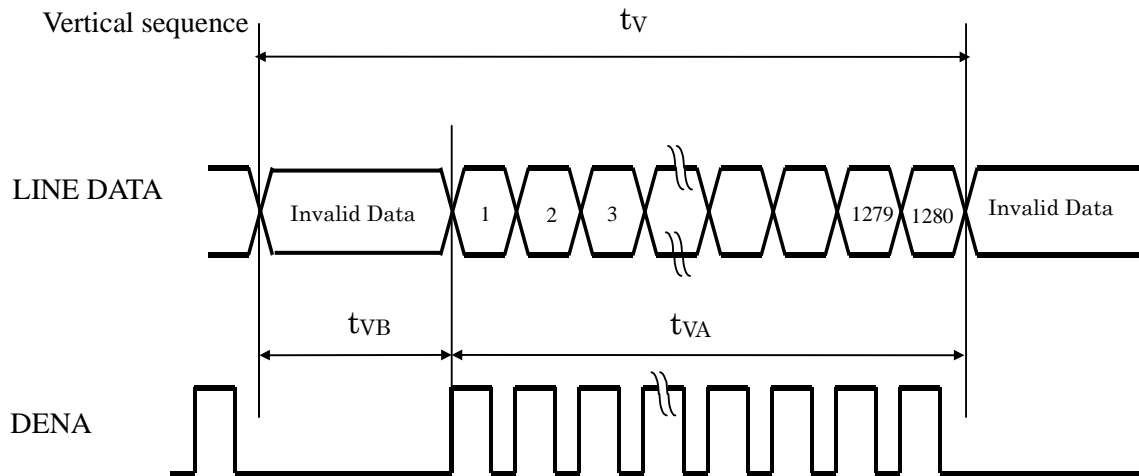 Vertical sequence
tV
LINE DATA
Invalid Data
1
2
3
1279
1280
Invalid Data
tVB
tVA
DENA